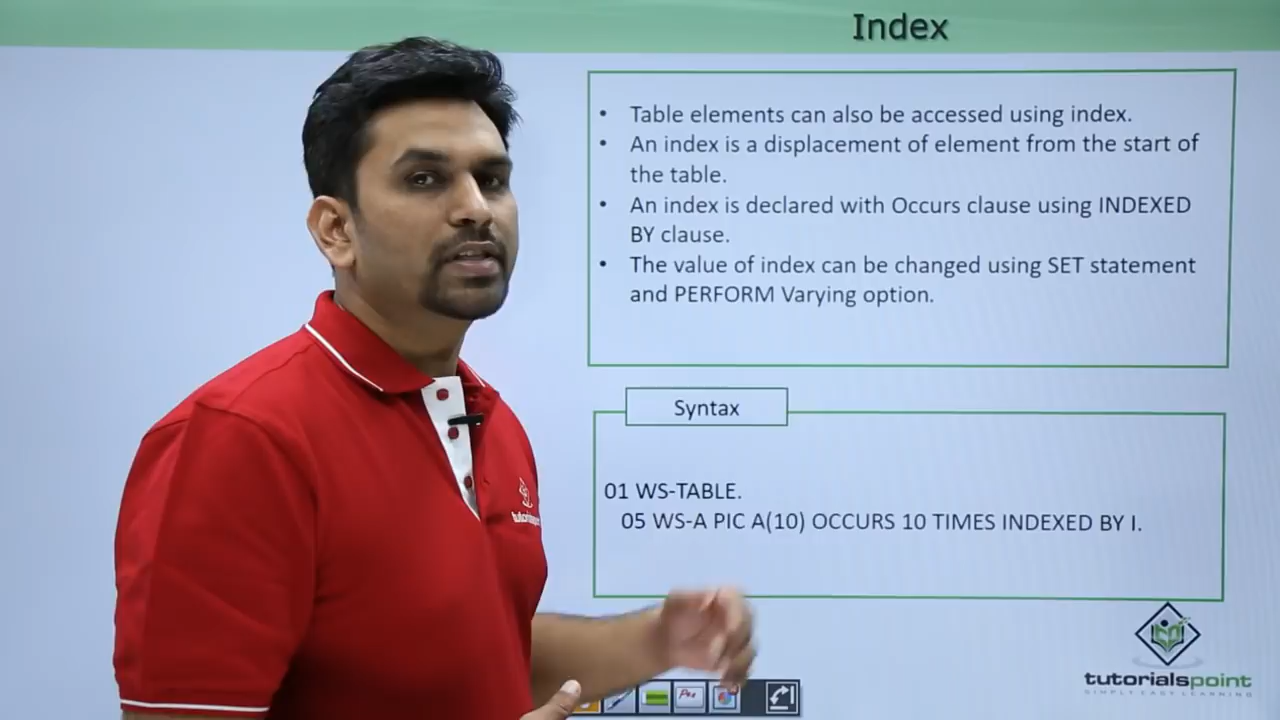 Index
• Table elements can also be accessed using index.
• An index is a displacement of element from the start of
the table.
• An index is declared with Occurs clause using INDEXED
BY clause.
• The value of index can be changed using SET statement
and PERFORM Varying option.
Syntax
01 WS-TABLE.
05 WS-A PIC A(10) OCCURS 10 TIMES INDEXED BY I.
tutorialspoint
SIMPLY EASY LEARNING